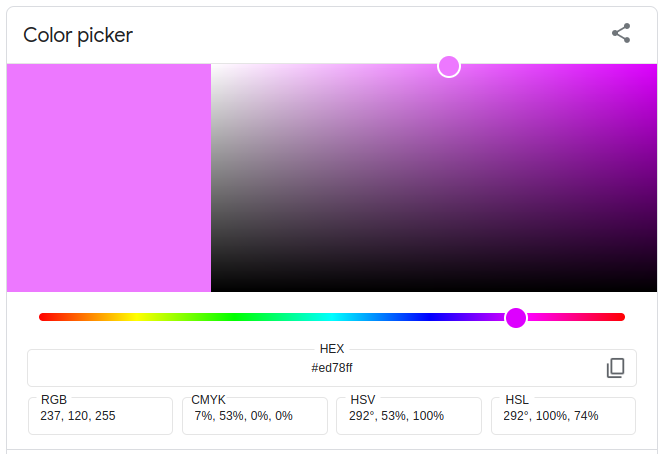 Color picker
HEX
#ed78ff
RGB
237, 120, 255
CMYK
7%, 53%, 0%, 0%
HSV
292°, 53%, 100%
HSL
292°, 100%, 74%